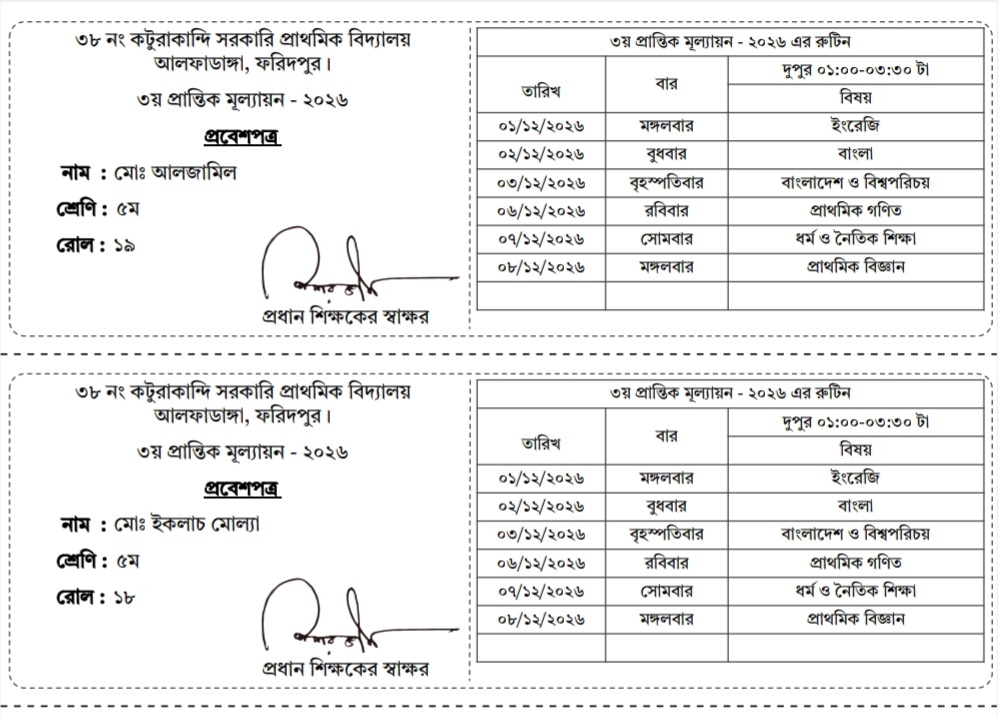 ৩৮ নং কটুরাকান্দি সরকারি প্রাথমিক বিদ্যালয়
আলফাডাঙ্গা, ফরিদপুর।
৩য় প্রান্তিক মূল্যায়ন - ২০২৬
প্রবেশপত্র
নাম : মোঃ আলজামিল
শ্রেণি : ৫ম
রোল : ১৯
প্রধান শিক্ষকের স্বাক্ষর
৩য় প্রান্তিক মূল্যায়ন - ২০২৬ এর রুটিন
তারিখ বার দুপুর ০১:০০-০৩:৩০ টা
বিষয়
০১/১২/২০২৬ মঙ্গলবার ইংরেজি
০২/১২/২০২৬ বুধবার বাংলা
০৩/১২/২০২৬ বৃহস্পতিবার বাংলাদেশ ও বিশ্বপরিচয়
০৬/১২/২০২৬ রবিবার প্রাথমিক গণিত
০৭/১২/২০২৬ সোমবার ধর্ম ও নৈতিক শিক্ষা
০৮/১২/২০২৬ মঙ্গলবার প্রাথমিক বিজ্ঞান
৩৮ নং কটুরাকান্দি সরকারি প্রাথমিক বিদ্যালয়
আলফাডাঙ্গা, ফরিদপুর।
৩য় প্রান্তিক মূল্যায়ন - ২০২৬
প্রবেশপত্র
নাম : মোঃ ইকলাচ মোল্যা
শ্রেণি : ৫ম
রোল : ১৮
প্রধান শিক্ষকের স্বাক্ষর
৩য় প্রান্তিক মূল্যায়ন - ২০২৬ এর রুটিন
তারিখ বার দুপুর ০১:০০-০৩:৩০ টা
বিষয়
০১/১২/২০২৬ মঙ্গলবার ইংরেজি
০২/১২/২০২৬ বুধবার বাংলা
০৩/১২/২০২৬ বৃহস্পতিবার বাংলাদেশ ও বিশ্বপরিচয়
০৬/১২/২০২৬ রবিবার প্রাথমিক গণিত
০৭/১২/২০২৬ সোমবার ধর্ম ও নৈতিক শিক্ষা
০৮/১২/২০২৬ মঙ্গলবার প্রাথমিক বিজ্ঞান